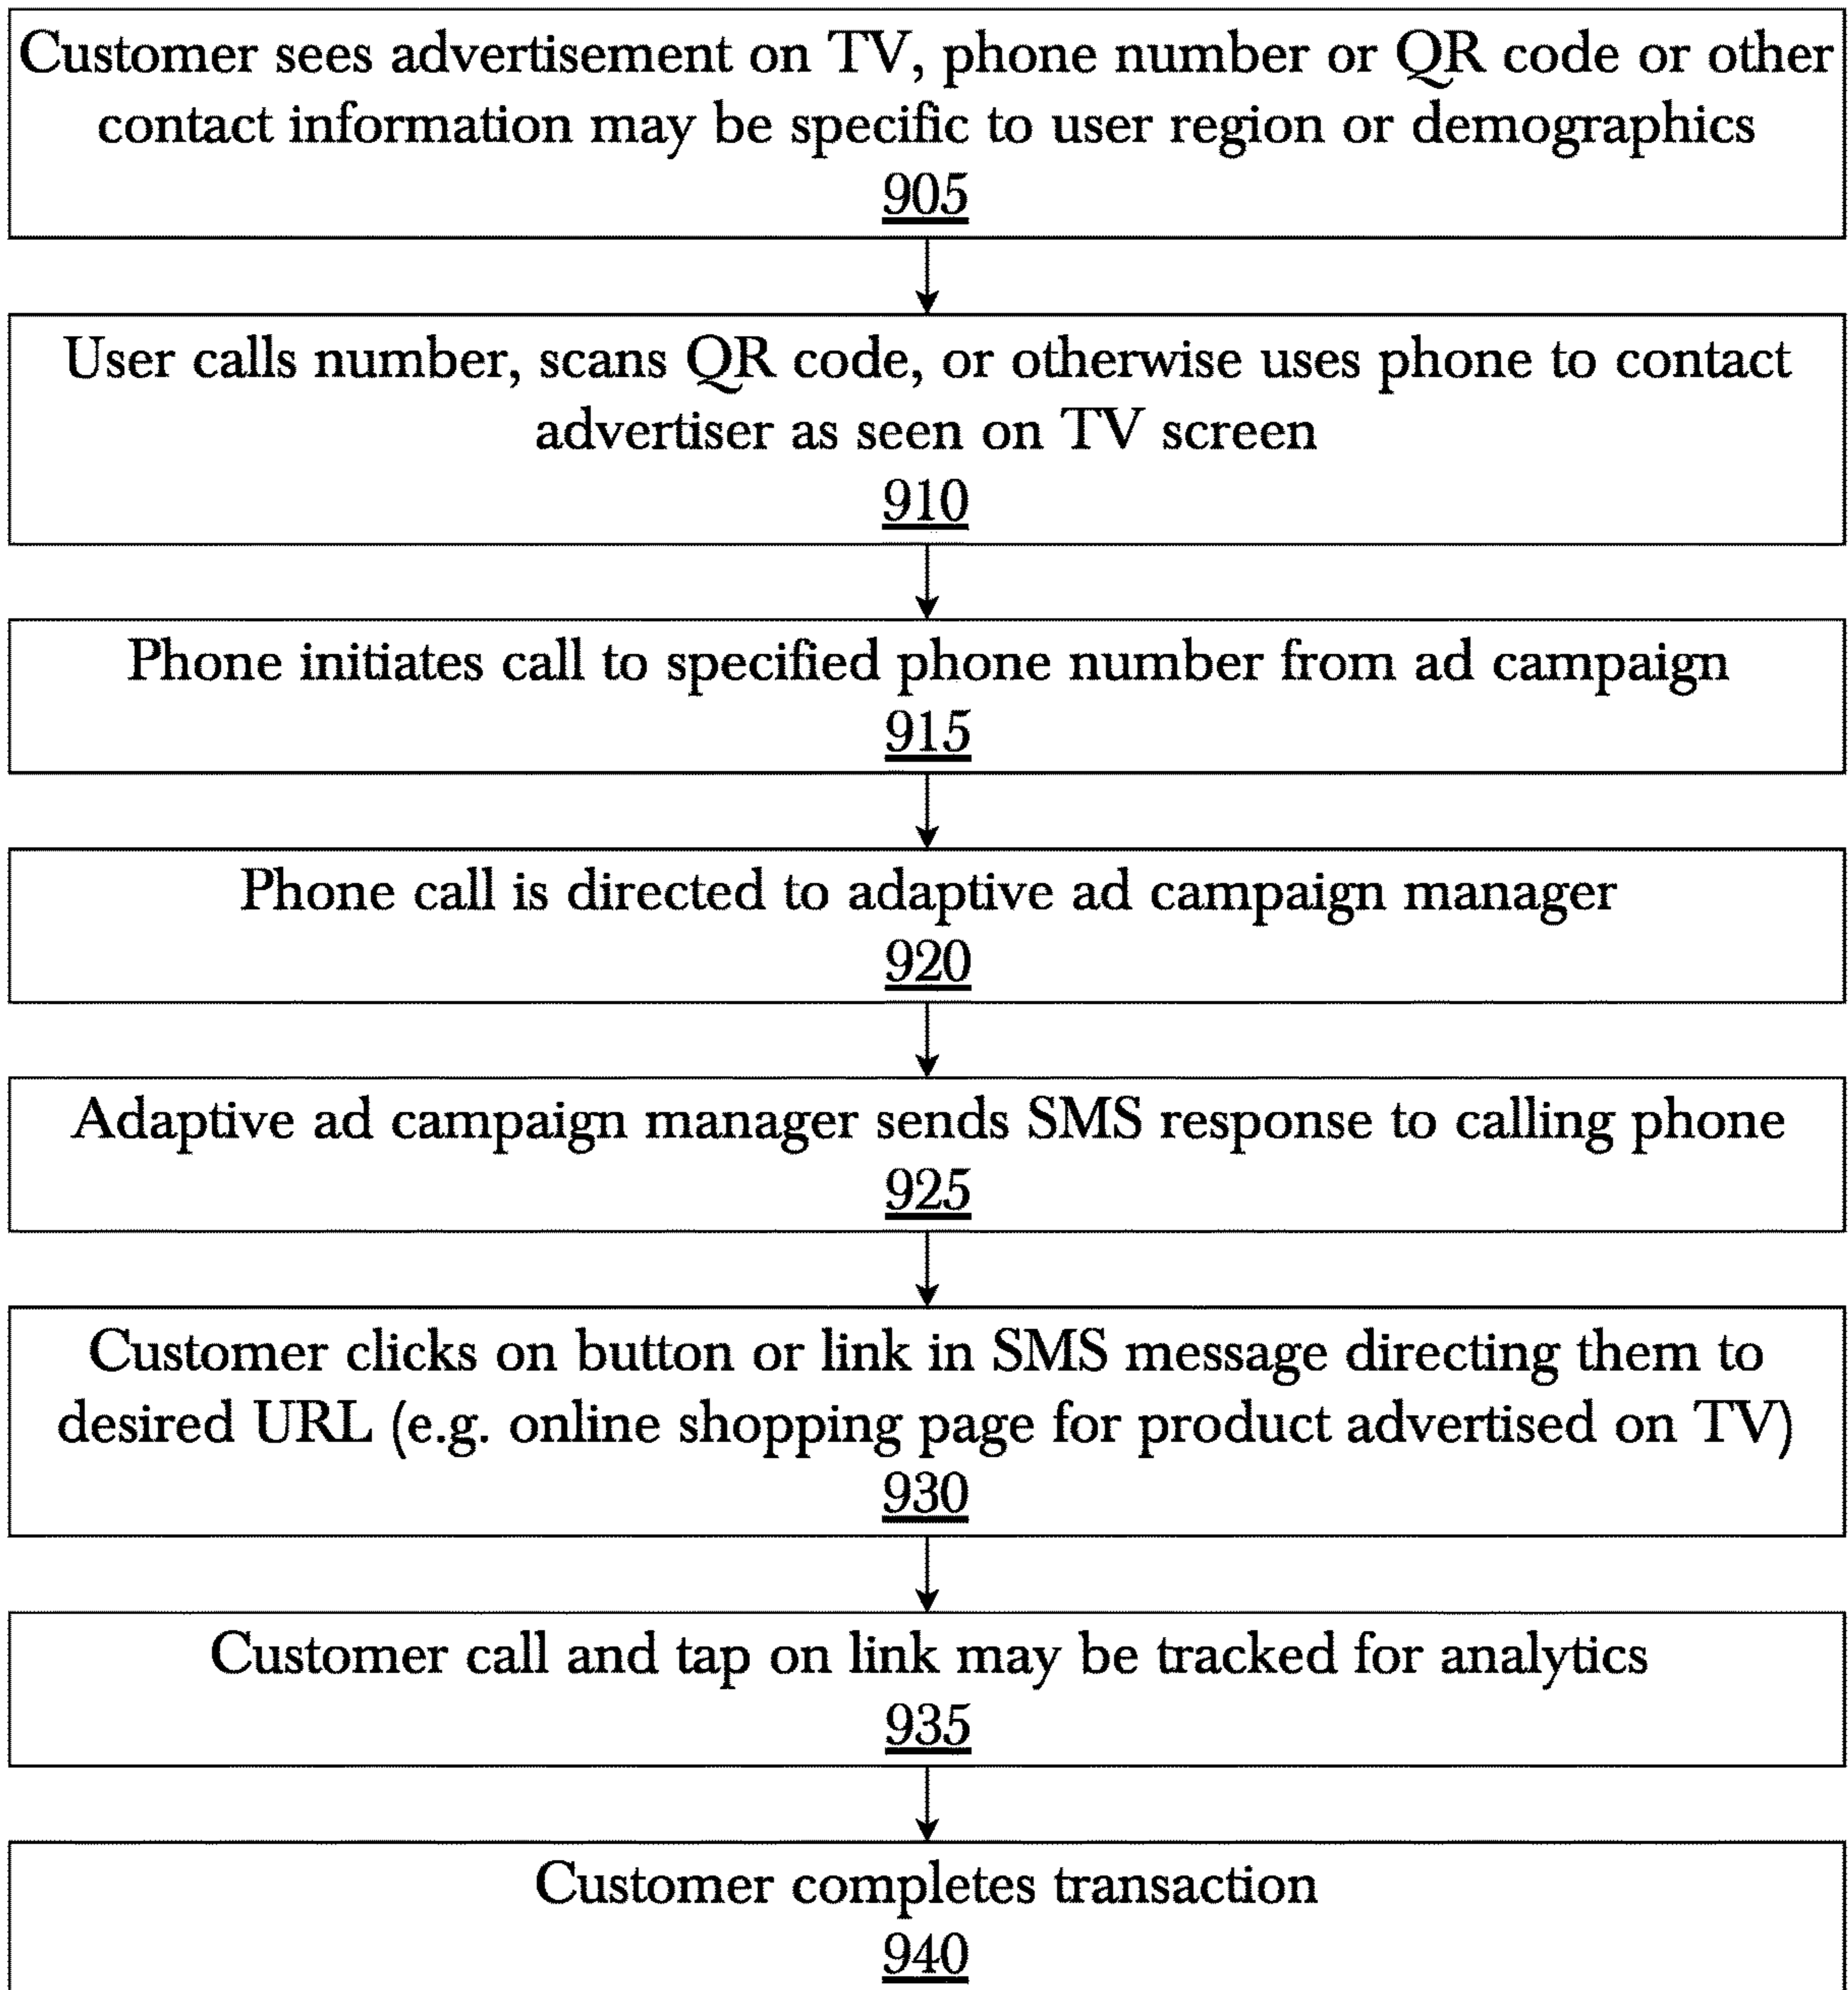 Customer sees advertisement on TV, phone number or QR code or other
contact information may be specific to user region or demographics
905
User calls number, scans QR code, or otherwise uses phone to contact
advertiser as seen on TV screen
910
Phone initiates call to specified phone number from ad campaign
915
Phone call is directed to adaptive ad campaign manager
920
Adaptive ad campaign manager sends SMS response to calling phone
925
Customer clicks on button or link in SMS message directing them to
desired URL (e.g. online shopping page for product advertised on TV)
930
Customer call and tap on link may be tracked for analytics
935
Customer completes transaction
940